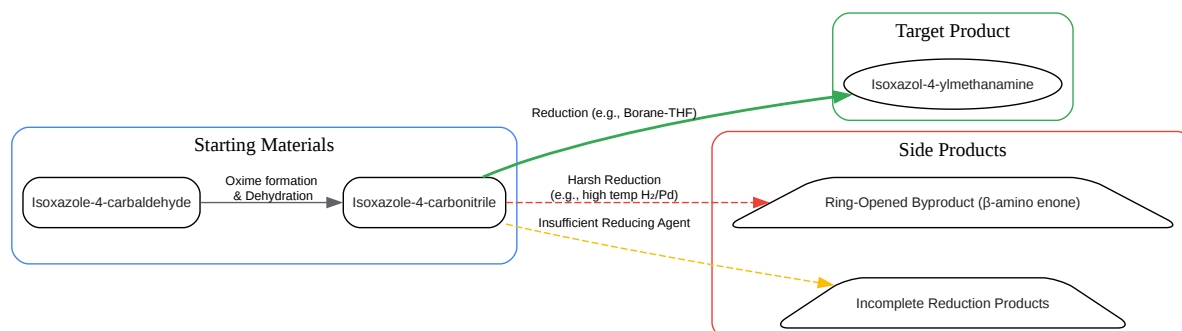 Target Product
Isoxazol-4-ylmethanamine
Reduction (e.g., Borane-THF)
Starting Materials
Isoxazole-4-carbaldehyde
Oxime formation
& Dehydration
Isoxazole-4-carbonitrile
Harsh Reduction
(e.g., high temp H₂/Pd)
Insufficient Reducing Agent
Side Products
Ring-Opened Byproduct (β-amino enone)
Incomplete Reduction Products